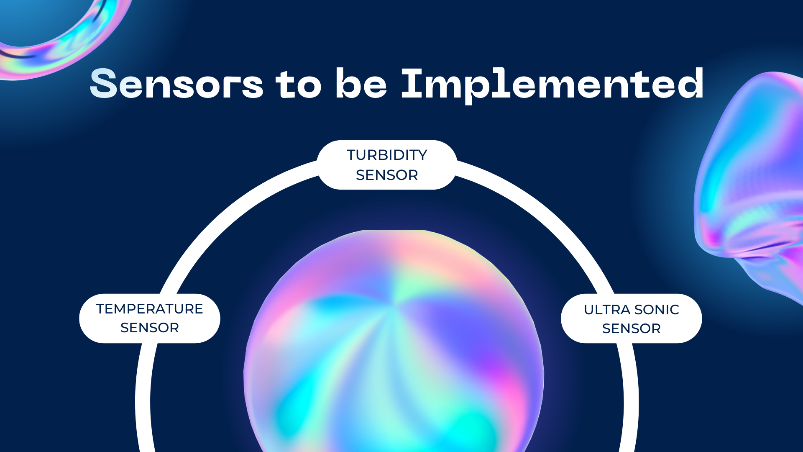 Sensors to be Implemented
TURBIDITY
SENSOR
TEMPERATURE
SENSOR
ULTRA SONIC
SENSOR